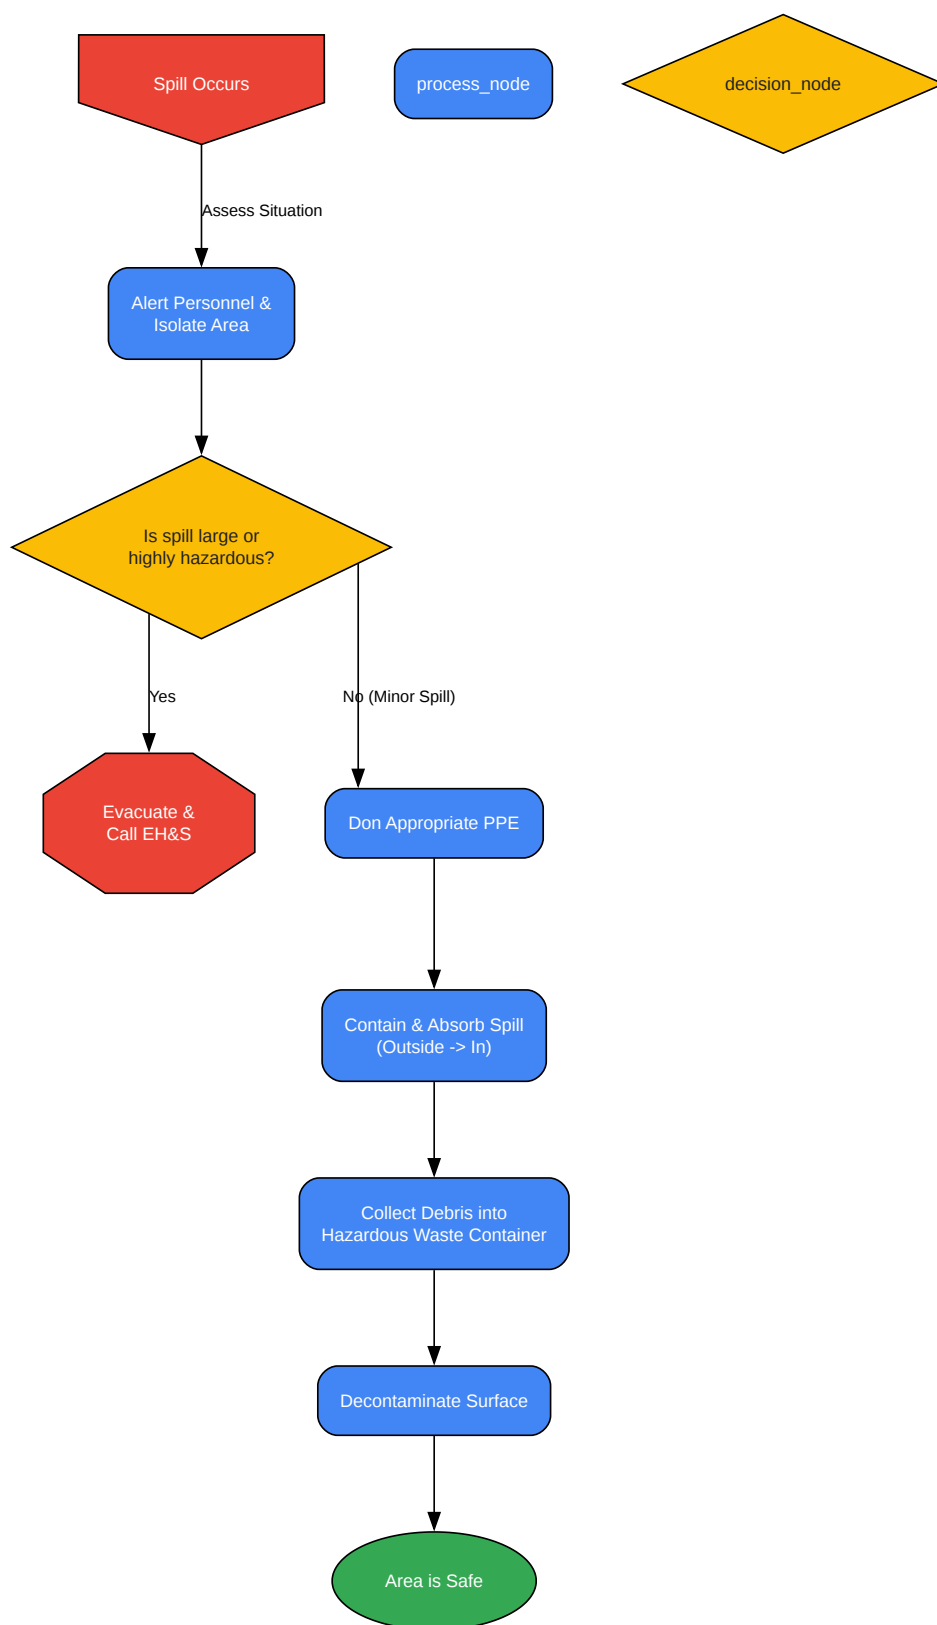 Spill Occurs
process_node
decision_node
Assess Situation
Alert Personnel &
Isolate Area
Is spill large or
highly hazardous?
Yes
No (Minor Spill)
Evacuate &
Call EH&S
Don Appropriate PPE
Contain & Absorb Spill
(Outside -> In)
Collect Debris into
Hazardous Waste Container
Decontaminate Surface
Area is Safe